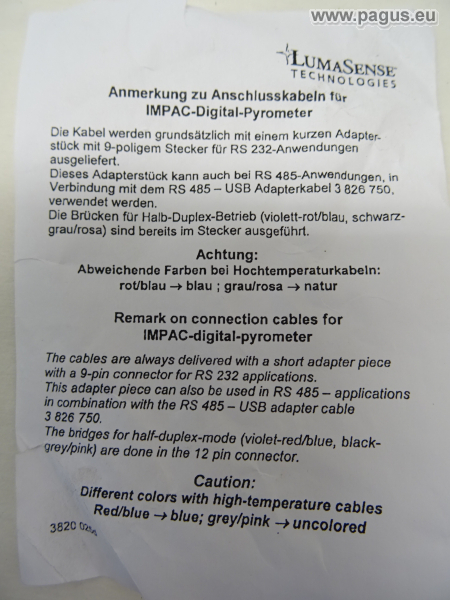 www.pagus.eu
LUMASENSE
TECHNOLOGIES
Anmerkung zu Anschlusskabeln für
IMPAC-Digital-Pyrometer
Die Kabel werden grundsätzlich mit einem kurzen Adapter-
stück mit 9-poligem Stecker für RS 232-Anwendungen
ausgeliefert.
Dieses Adapterstück kann auch bei RS 485-Anwendungen, in
Verbindung mit dem RS 485 – USB Adapterkabel 3 826 750,
verwendet werden.
Die Brücken für Halb-Duplex-Betrieb (violett-rot/blau, schwarz-
grau/rosa) sind bereits im Stecker ausgeführt.
Achtung:
Abweichende Farben bei Hochtemperaturkabeln:
rot/blau → blau ; grau/rosa → natur
Remark on connection cables for
IMPAC-digital-pyrometer
The cables are always delivered with a short adapter piece
with a 9-pin connector for RS 232 applications.
This adapter piece can also be used in RS 485 – applications
in combination with the RS 485 – USB adapter cable
3 826 750.
The bridges for half-duplex-mode (violet-red/blue, black-
grey/pink) are done in the 12 pin connector.
Caution:
Different colors with high-temperature cables
Red/blue → blue; grey/pink → uncolored
3820